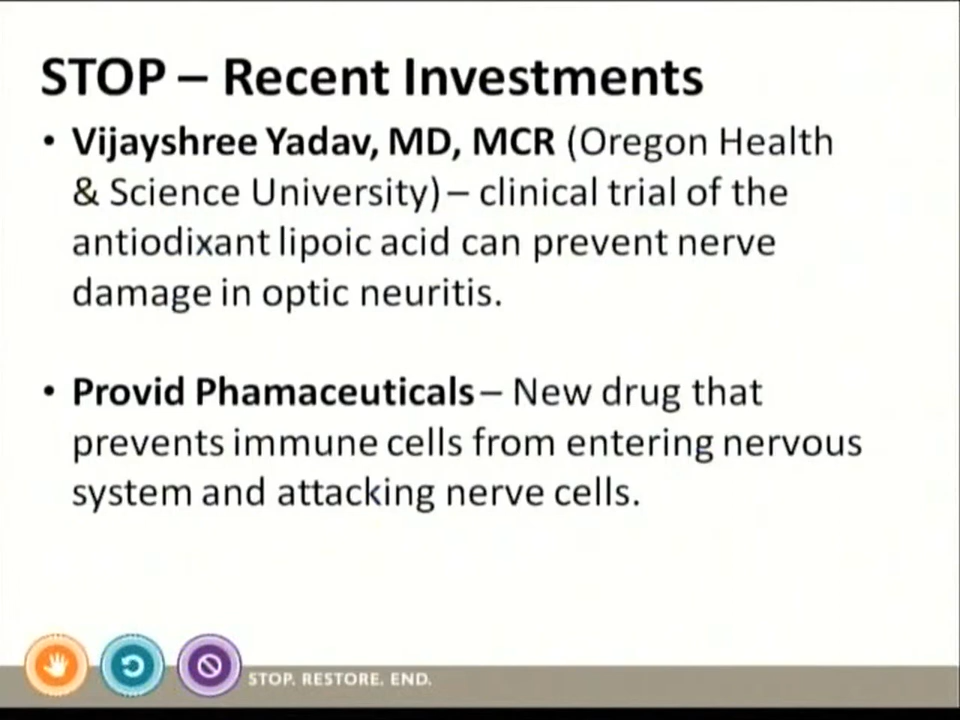 STOP – Recent Investments
• Vijayshree Yadav, MD, MCR (Oregon Health
& Science University) – clinical trial of the
antiodixant lipoic acid can prevent nerve
damage in optic neuritis.
• Provid Phamaceuticals – New drug that
prevents immune cells from entering nervous
system and attacking nerve cells.
STOP. RESTORE. END.